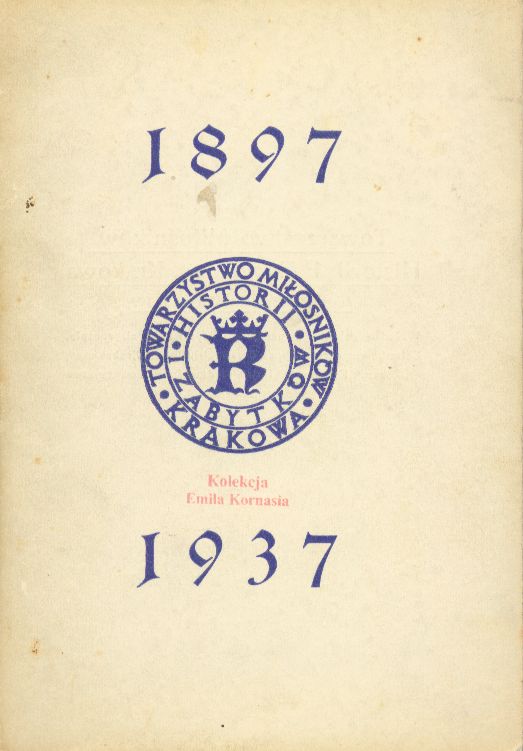 1897
TOWARZYSTWO MIŁOŚNIKÓW
HISTORII
K
I ZABYTKÓW
KRAKOWA
Kolekcja
Emila Kornasia
1937